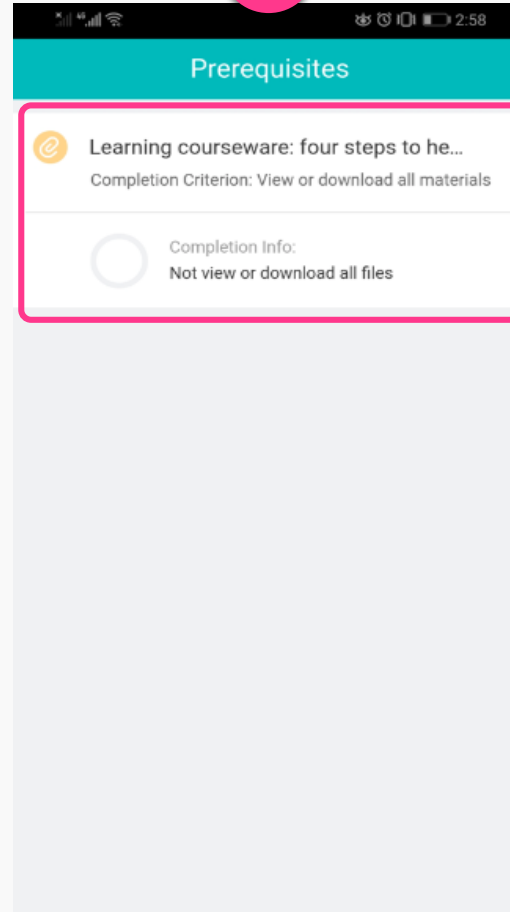 2:58
Prerequisites
Learning courseware: four steps to he...
Completion Criterion: View or download all materials
Completion Info:
Not view or download all files